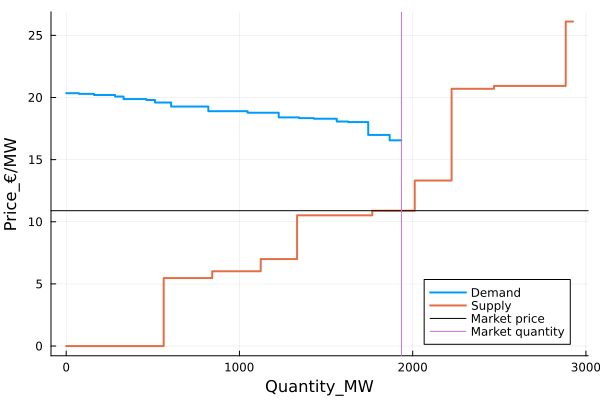 Price_€/MW
25
20
15
10
5
0
0
1000
2000
3000
Quantity_MW
Demand
Supply
Market price
Market quantity